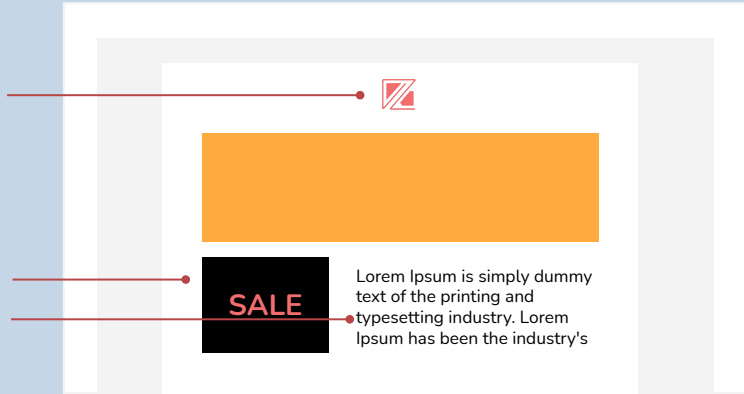 SALE
Lorem Ipsum is simply dummy
text of the printing and
typesetting industry. Lorem
Ipsum has been the industry's